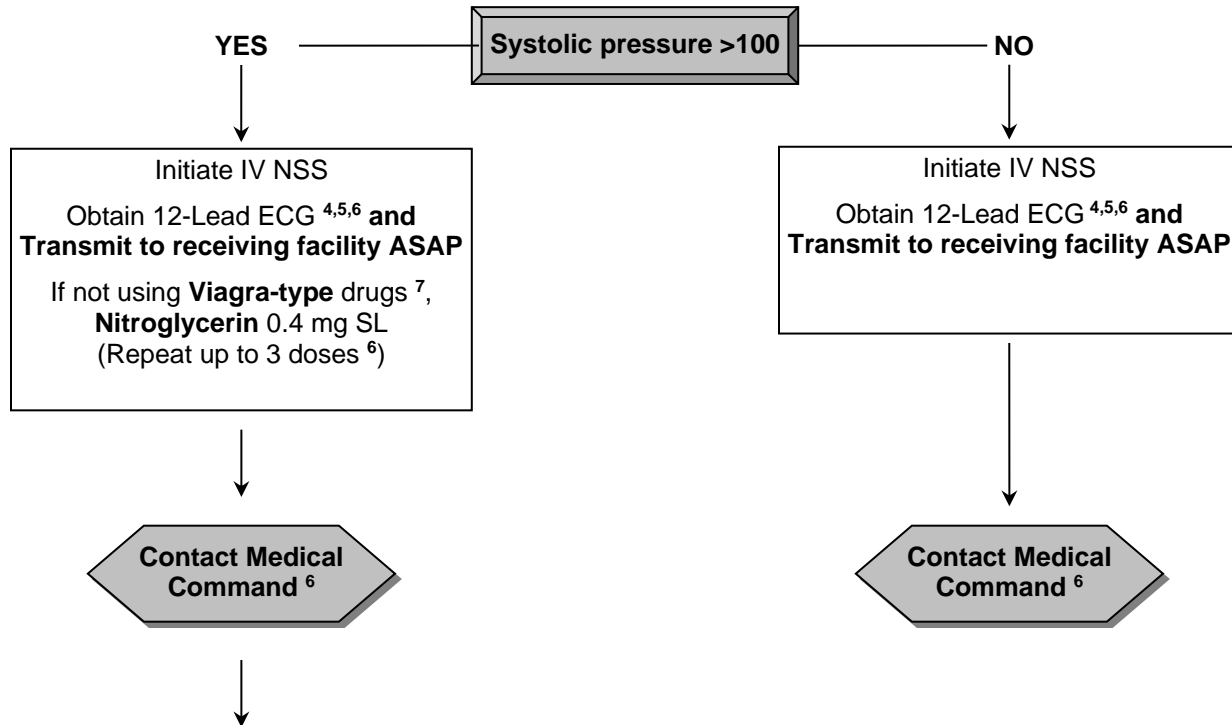 YES
Systolic pressure >100
NO
Initiate IV NSS
Obtain 12-Lead ECG 4,5,6 and
Transmit to receiving facility ASAP
If not using Viagra-type drugs 7,
Nitroglycerin 0.4 mg SL
(Repeat up to 3 doses 6)
Initiate IV NSS
Obtain 12-Lead ECG 4,5,6 and
Transmit to receiving facility ASAP
Contact Medical
Command 6
Contact Medical
Command 6